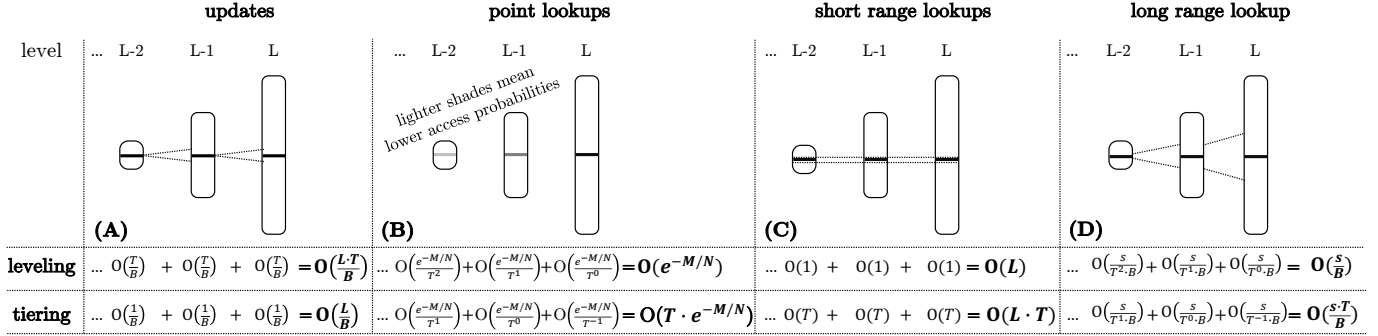 updates point lookups short range lookups long range lookup
level ... L-2 L-1 L ... L-2 L-1 L ... L-2 L-1 L ... L-2 L-1 L
lighter shades mean
lower access probabilities
(A) (B) (C) (D)
leveling ... O(T/B) + O(T/B) + O(T/B) = O(L·T/B) ... O(e^{-M/N}/T^2) + O(e^{-M/N}/T^1) + O(e^{-M/N}/T^0) = O(e^{-M/N}) ... O(1) + O(1) + O(1) = O(L) ... O(s/T^2·B) + O(s/T^1·B) + O(s/T^0·B) = O(s/B)
tiering ... O(1/B) + O(1/B) + O(1/B) = O(L/B) ... O(e^{-M/N}/T^1) + O(e^{-M/N}/T^0) + O(e^{-M/N}/T^{-1}) = O(T · e^{-M/N}) ... O(T) + O(T) + O(T) = O(L · T) ... O(s/T^1·B) + O(s/T^0·B) + O(s/T^{-1}·B) = O(s·T/B)